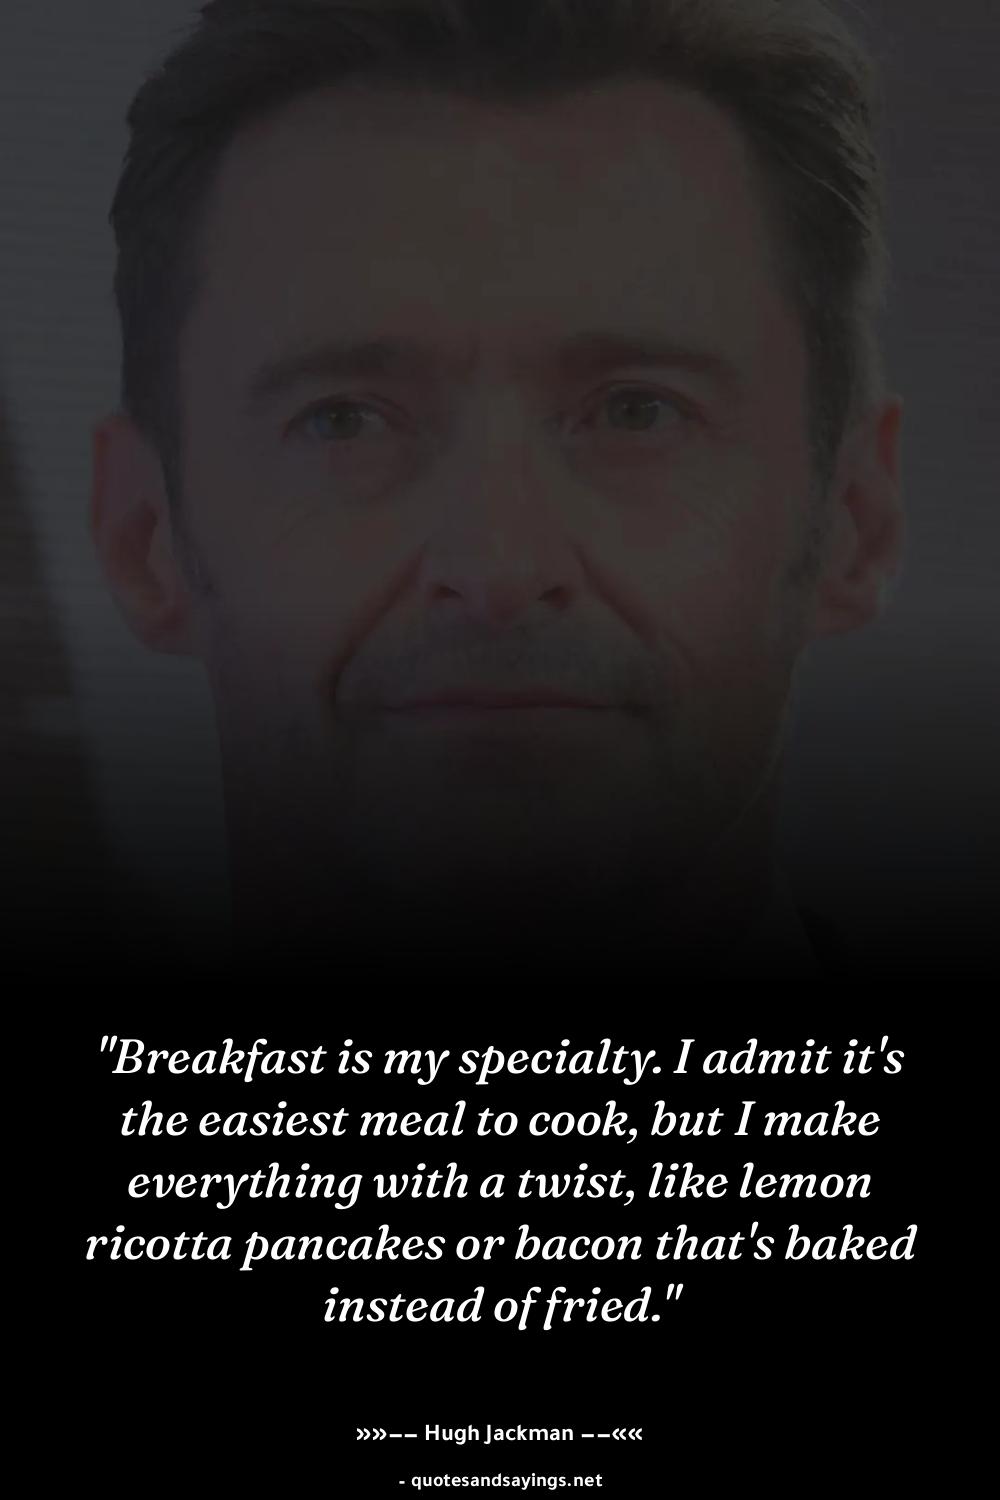 "Breakfast is my specialty. I admit it's
the easiest meal to cook, but I make
everything with a twist, like lemon
ricotta pancakes or bacon that's baked
instead of fried."
»»−− Hugh Jackman −−««
- quotesandsayings.net